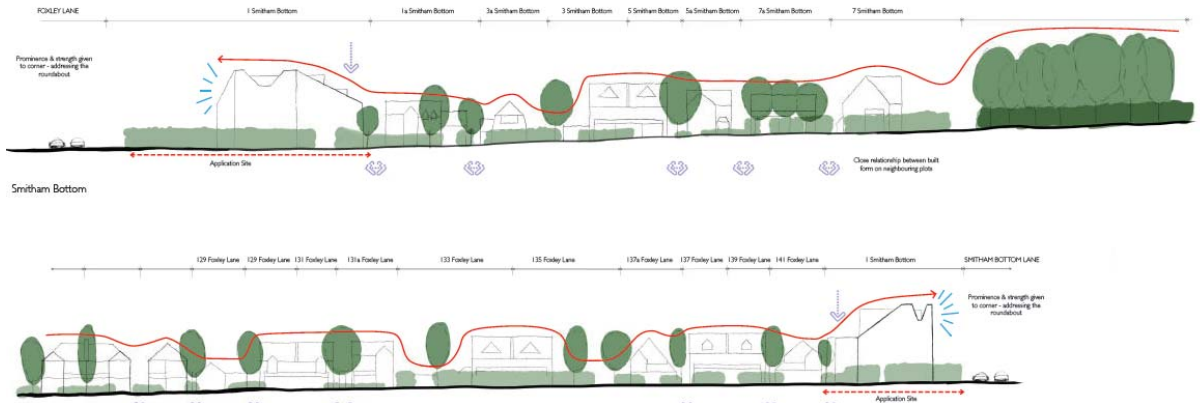 FOXLEY LANE
1 Smitham Bottom
1a Smitham Bottom
3a Smitham Bottom
3 Smitham Bottom
5 Smitham Bottom
5a Smitham Bottom
7a Smitham Bottom
7 Smitham Bottom
Prominence & strength given
to corner - addressing the
roundabout
Application Site
Close relationship between built
form on neighbouring plots
Smitham Bottom
129 Foxley Lane
129 Foxley Lane
131 Foxley Lane
131a Foxley Lane
133 Foxley Lane
135 Foxley Lane
137a Foxley Lane
137 Foxley Lane
139 Foxley Lane
141 Foxley Lane
1 Smitham Bottom
SMITHAM BOTTOM LANE
Prominence & strength given
to corner - addressing the
roundabout
Application Site